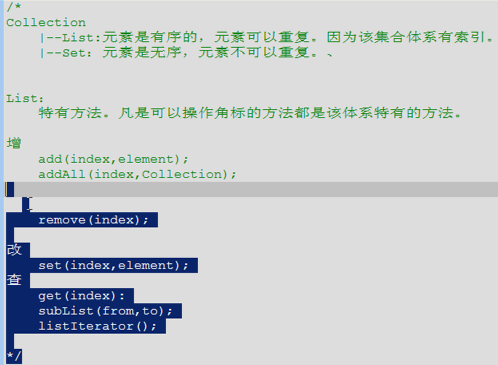 /*
Collection
|--List:元素是有序的，元素可以重复。因为该集合体系有索引。
|--Set：元素是无序，元素不可以重复。、
List:
特有方法。凡是可以操作角标的方法都是该体系特有的方法。
增
add(index,element);
addAll(index,Collection);
remove(index);
改
set(index,element);
查
get(index):
subList(from,to);
listIterator();
*/